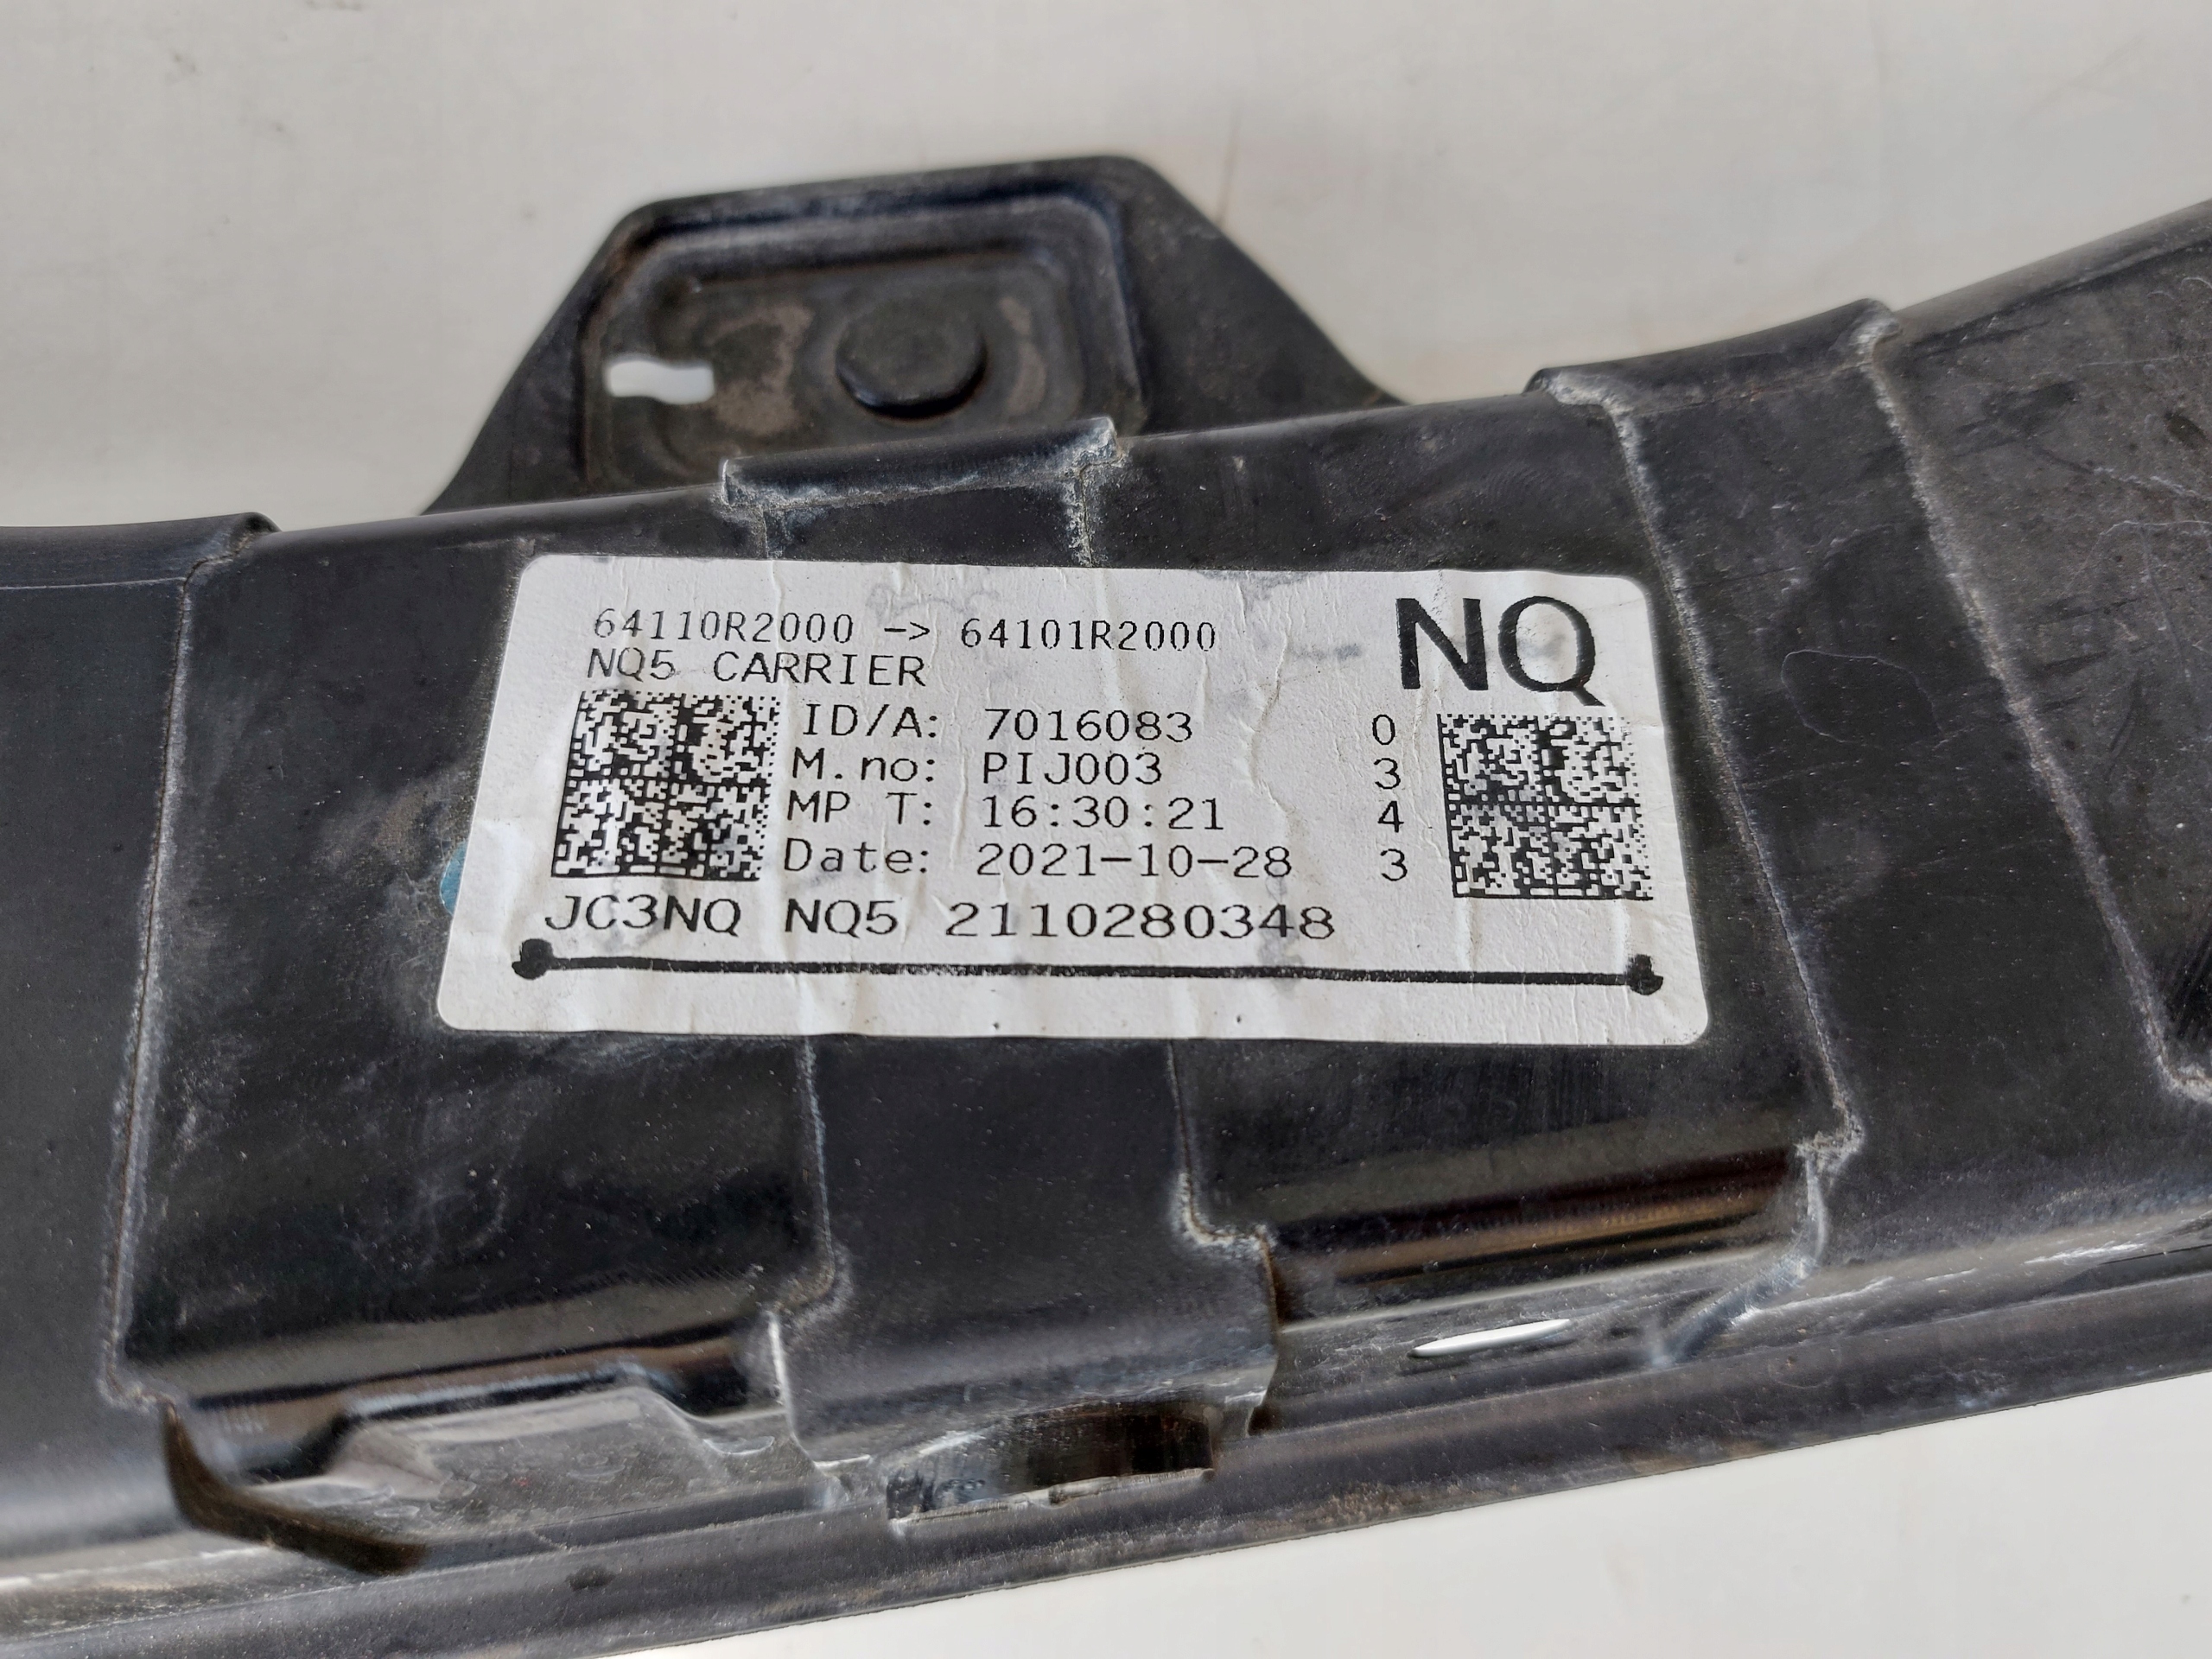 64110R2000 -> 64101R2000
NQ
NQ5 CARRIER
ID/A: 7016083
M.no: PIJ003
MP T: 16:30:21
Date: 2021-10-28
0
3
4
3
JC3NQ NQ5 2110280348